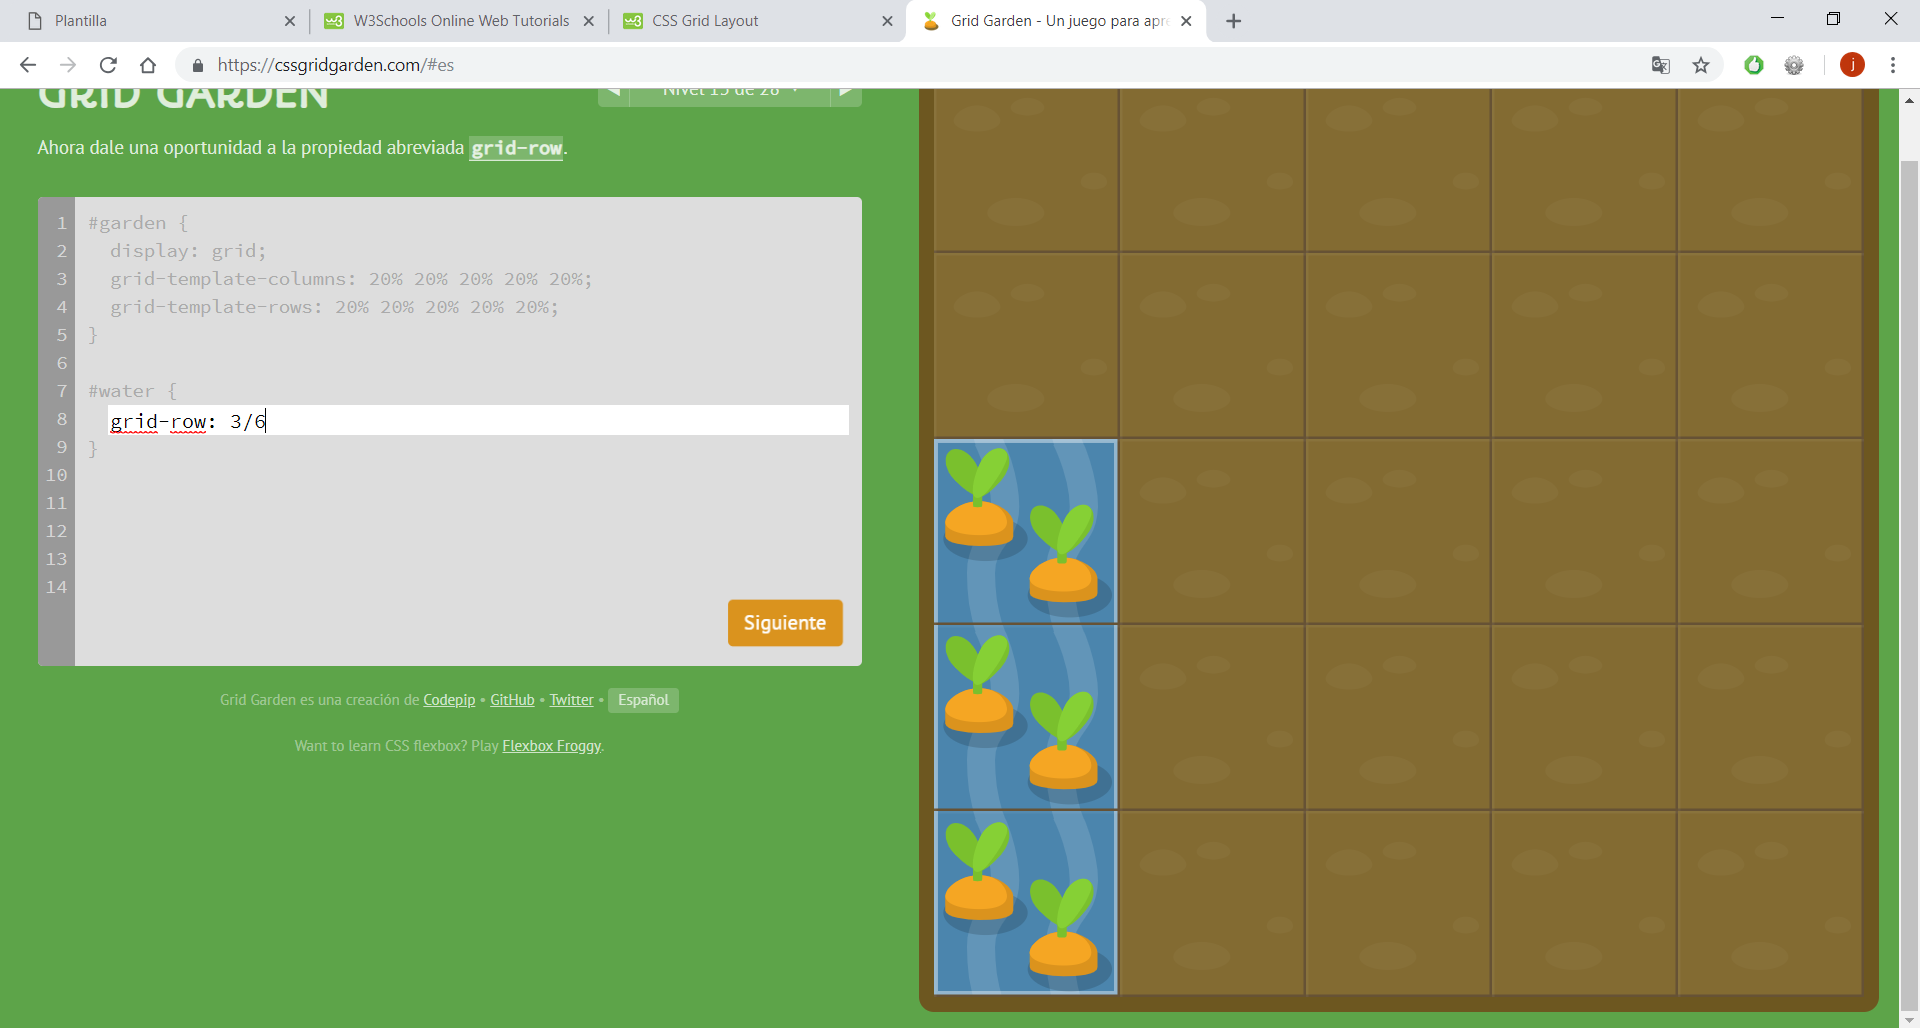 Plantilla
W3Schools Online Web Tutorials
CSS Grid Layout
Grid Garden - Un juego para apre
https://cssgridgarden.com/#es
j
GRID GARDEN
Nivel 15 de 28
Ahora dale una oportunidad a la propiedad abreviada grid-row.
1 #garden {
2 display: grid;
3 grid-template-columns: 20% 20% 20% 20% 20%;
4 grid-template-rows: 20% 20% 20% 20% 20%;
5 }
6
7 #water {
8 grid-row: 3/6
9 }
10
11
12
13
14
Siguiente
Grid Garden es una creación de Codepip • GitHub • Twitter • Español
Want to learn CSS flexbox? Play Flexbox Froggy.